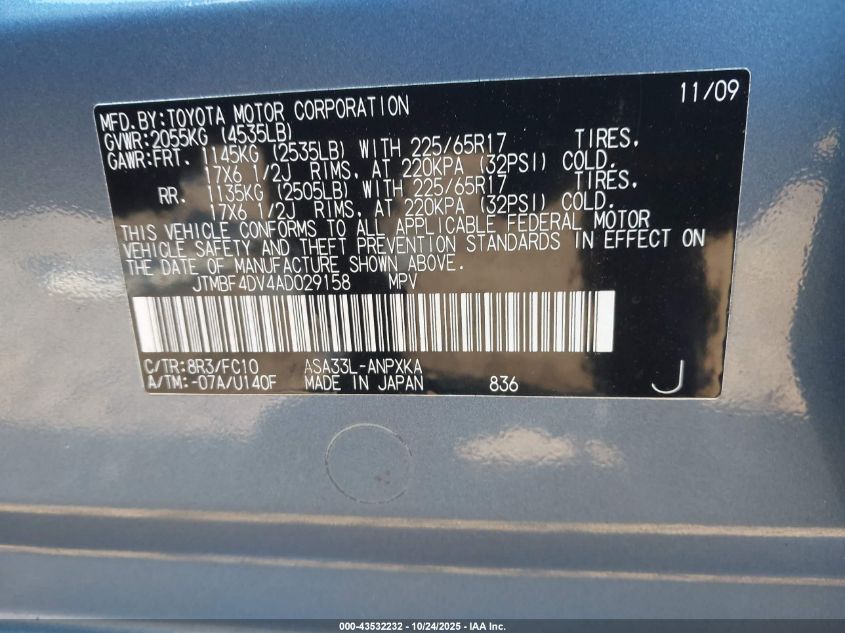 MFD.BY:TOYOTA MOTOR CORPORATION 11/09
GVWR:2055KG (4535LB)
GAWR:FRT. 1145KG (2535LB) WITH 225/65R17 TIRES,
17X6 1/2J RIMS, AT 220KPA (32PSI) COLD.
RR. 1135KG (2505LB) WITH 225/65R17 TIRES,
17X6 1/2J RIMS, AT 220KPA (32PSI) COLD.
THIS VEHICLE CONFORMS TO ALL APPLICABLE FEDERAL MOTOR
VEHICLE SAFETY AND THEFT PREVENTION STANDARDS IN EFFECT ON
THE DATE OF MANUFACTURE SHOWN ABOVE.
JTMBF4DV4AD029158 MPV
C/TR:8R3/FC10 ASA33L-ANPXKA
A/TM:-07A/U140F MADE IN JAPAN 836 J
000-43532232 - 10/24/2025 - IAA Inc.